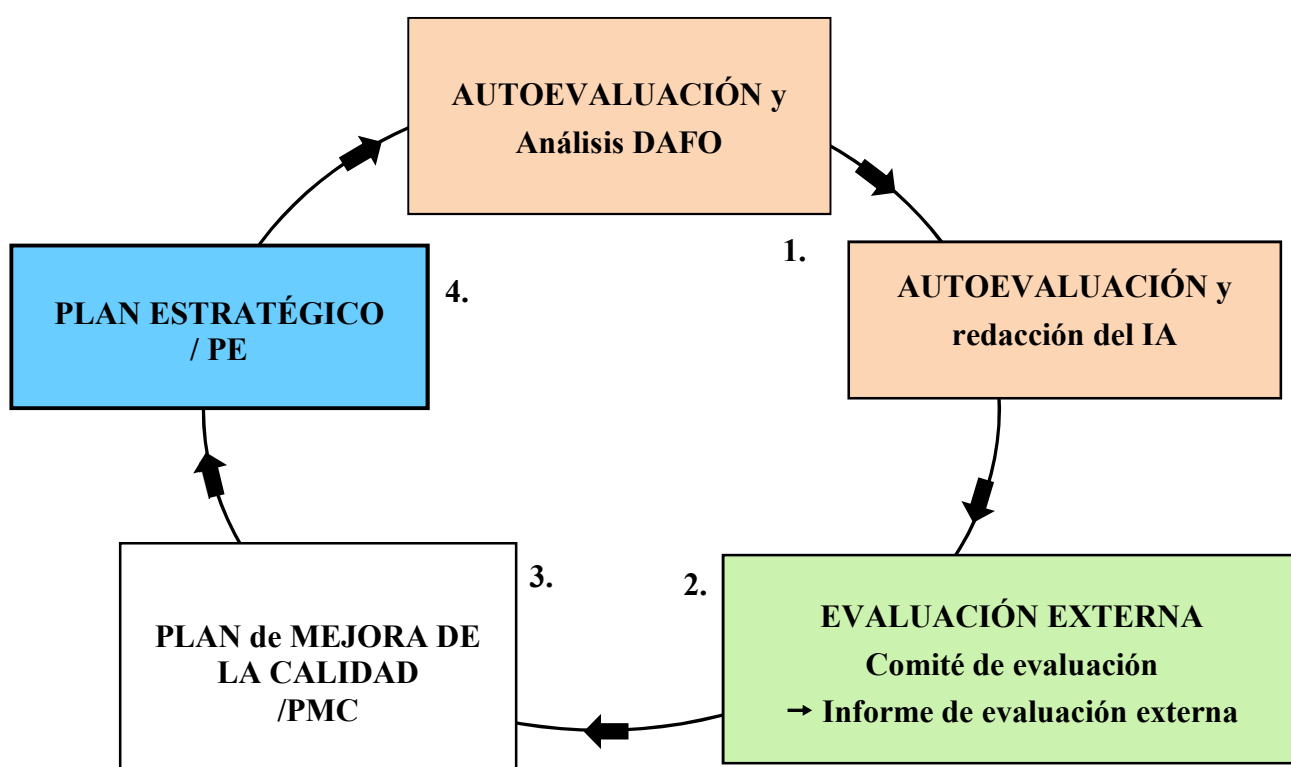 AUTOEVALUACIÓN y
Análisis DAFO
1.
AUTOEVALUACIÓN y
redacción del IA
4.
PLAN ESTRATÉGICO
/ PE
3.
PLAN de MEJORA DE
LA CALIDAD
/PMC
2.
EVALUACIÓN EXTERNA
Comité de evaluación
→ Informe de evaluación externa